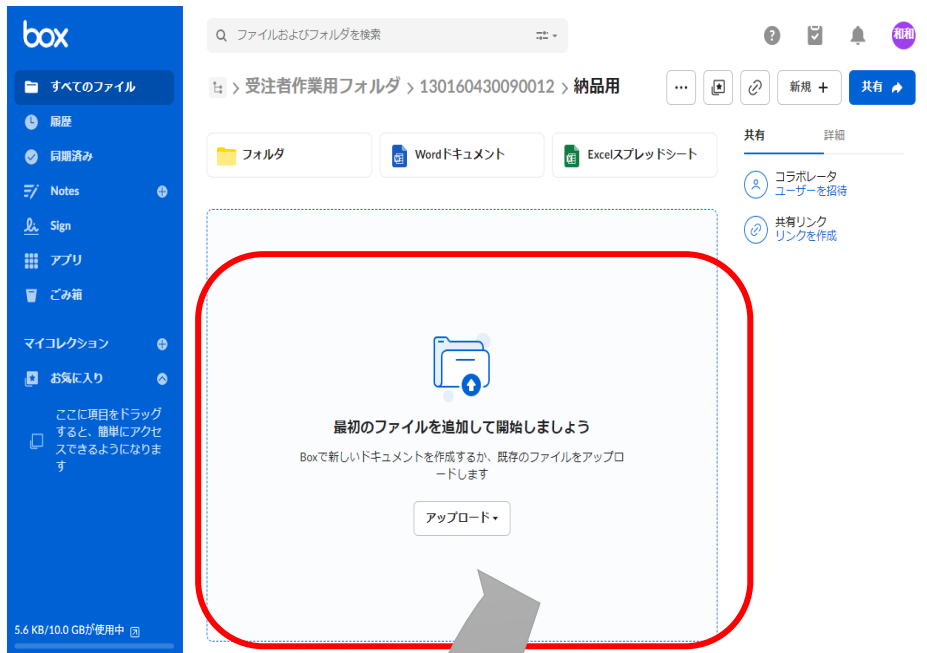 box
ファイルおよびフォルダを検索
和和
すべてのファイル
履歴
同期済み
Notes
Sign
アプリ
ごみ箱
マイコレクション
お気に入り
ここに項目をドラッグ
すると、簡単にアクセ
スできるようになりま
す
5.6 KB/10.0 GBが使用中
受注者作業用フォルダ > 130160430090012 > 納品用
新規 +
共有
フォルダ
Wordドキュメント
Excelスプレッドシート
最初のファイルを追加して開始しましょう
Boxで新しいドキュメントを作成するか、既存のファイルをアップロ
ードします
アップロード
共有
詳細
コラボレータ
ユーザーを招待
共有リンク
リンクを作成